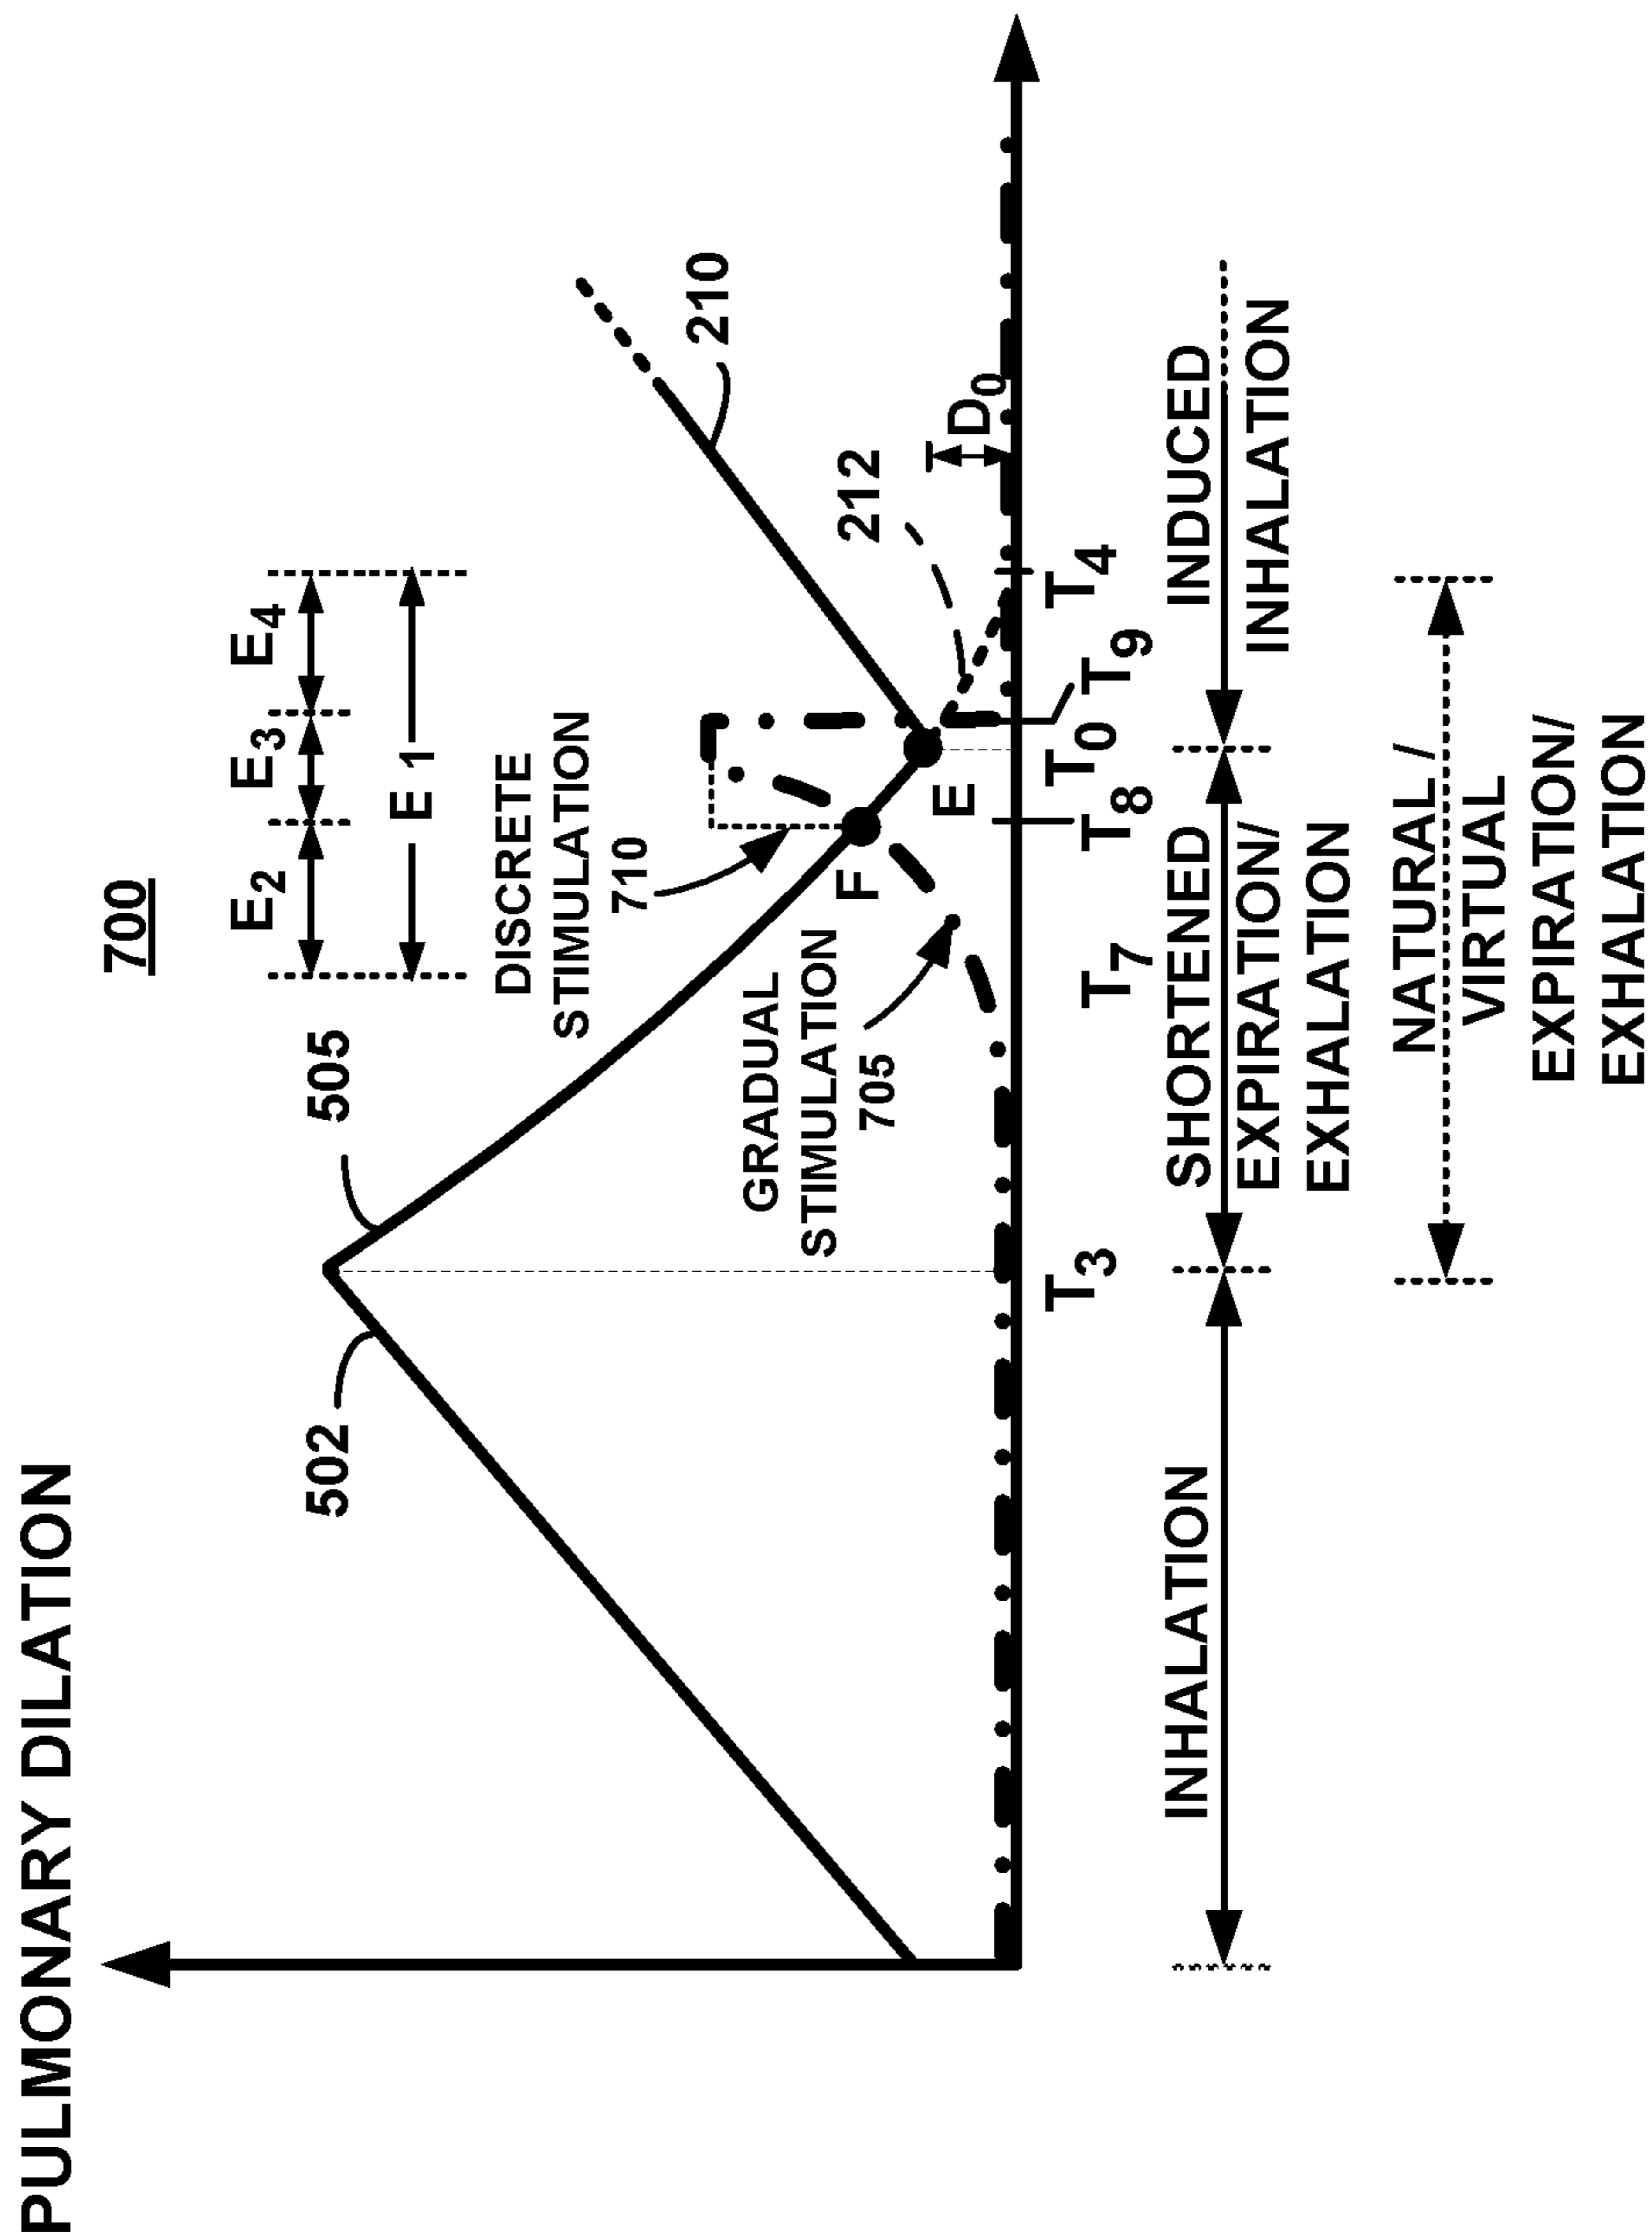 PULMONARY DILATION
700
E2
E3
E4
E 1
502
505
DISCRETE
STIMULATION
710
210
GRADUAL
STIMULATION
705
F
E
212
D0
T3
T7
T8
T0
T9
T4
INHALATION
SHORTENED
EXPIRATION/
EXHALATION
INDUCED
INHALATION
NATURAL /
VIRTUAL
EXPIRATION/
EXHALATION